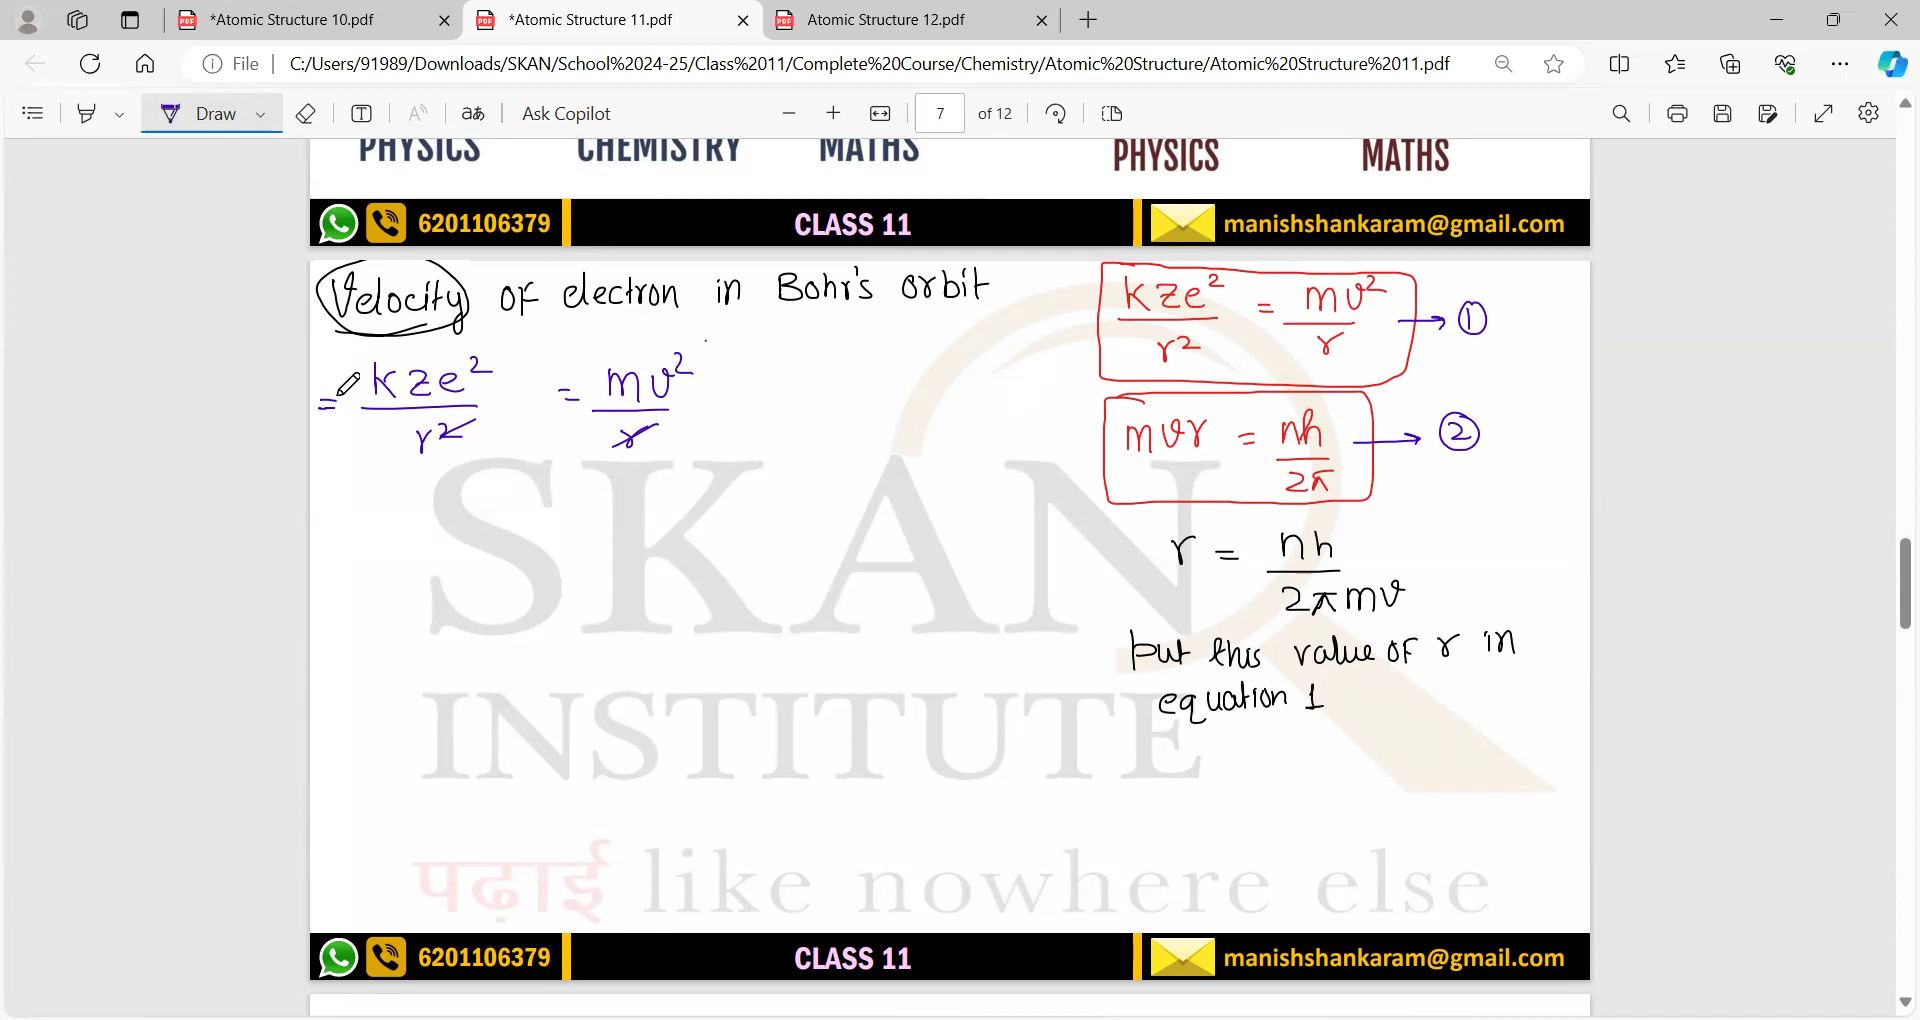 *Atomic Structure 10.pdf
*Atomic Structure 11.pdf
Atomic Structure 12.pdf
File
C:/Users/91989/Downloads/SKAN/School%2024-25/Class%2011/Complete%20Course/Chemistry/Atomic%20Structure/Atomic%20Structure%2011.pdf
Draw
Ask Copilot
7 of 12
PHYSICS CHEMISTRY MATHS PHYSICS MATHS
6201106379 CLASS 11 manishshankaram@gmail.com
Velocity of electron in Bohr's orbit
= kze²/r² = mv²/r
kze²/r² = mv²/r → 1
mvr = nh/2π → 2
r = nh/2πmv
put this value of r in
equation 1
SKAN
INSTITUTE
पढ़ाई like nowhere else
6201106379 CLASS 11 manishshankaram@gmail.com